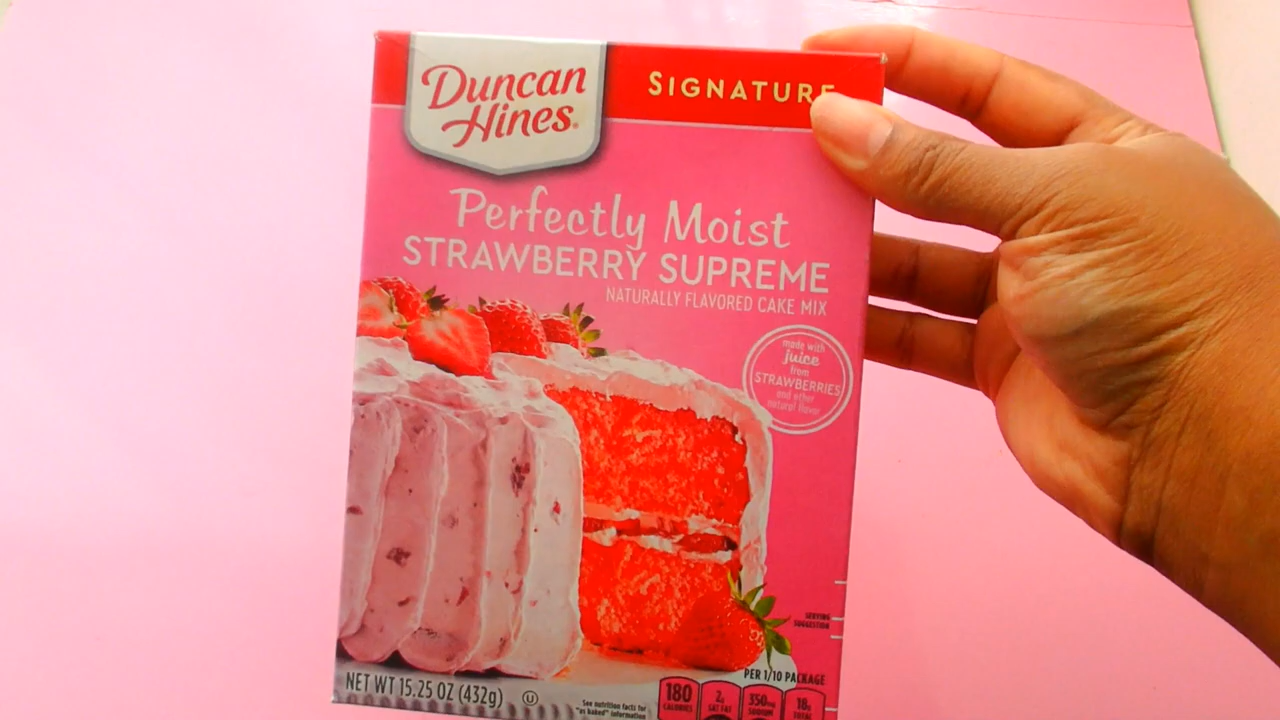 Duncan
Hines®
SIGNATURE
Perfectly Moist
STRAWBERRY SUPREME
NATURALLY FLAVORED CAKE MIX
made with
juice
from
STRAWBERRIES
and other
natural flavor
SERVING
SUGGESTION
PER 1/10 PACKAGE
NET WT 15.25 OZ (432g)
U
See nutrition facts for
"as baked" information
180
CALORIES
2g
SAT FAT
350mg
SODIUM
18g
TOTAL